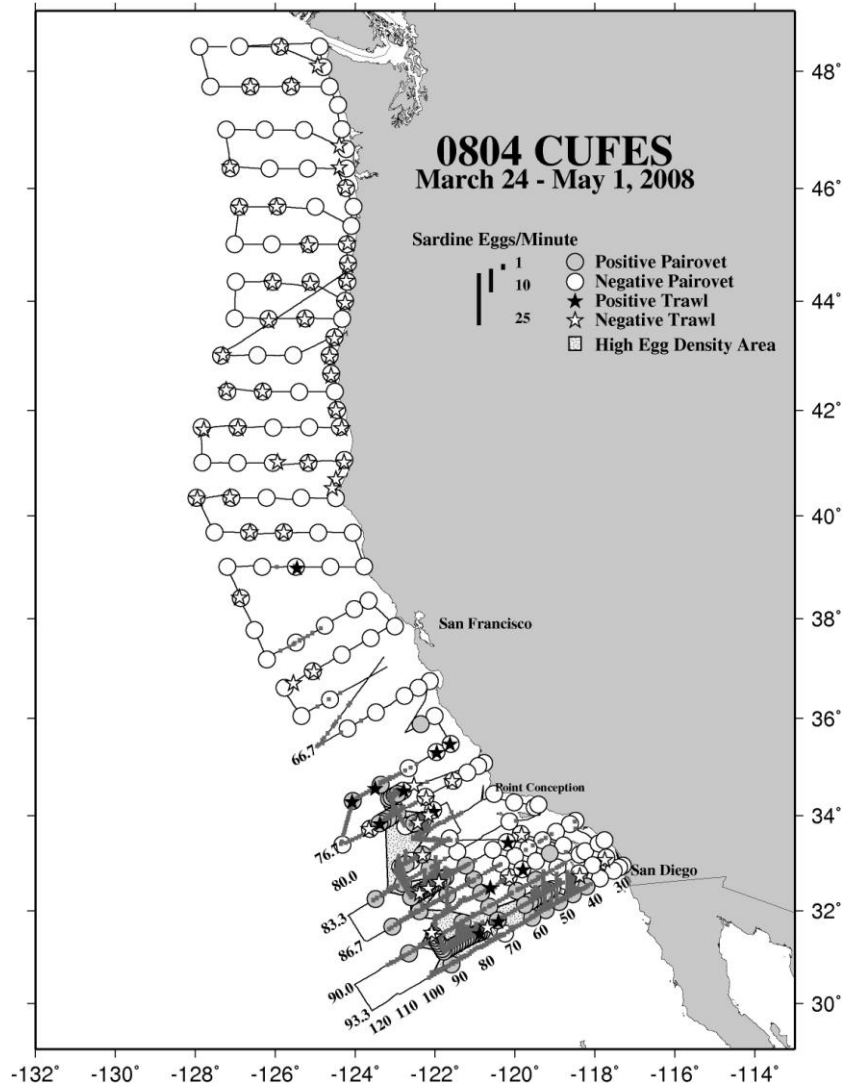 0804 CUFES
March 24 - May 1, 2008
Sardine Eggs/Minute
1
10
25
Positive Pairovet
Negative Pairovet
Positive Trawl
Negative Trawl
High Egg Density Area
48°
46°
44°
42°
40°
38°
36°
34°
32°
30°
San Francisco
66.7
Point Conception
76.7
80.0
San Diego
83.3
86.7
90.0
93.3
120
110
100
90
80
70
60
50
40
30
-132 -130 -128 -126 -124 -122 -120 -118 -116 -114